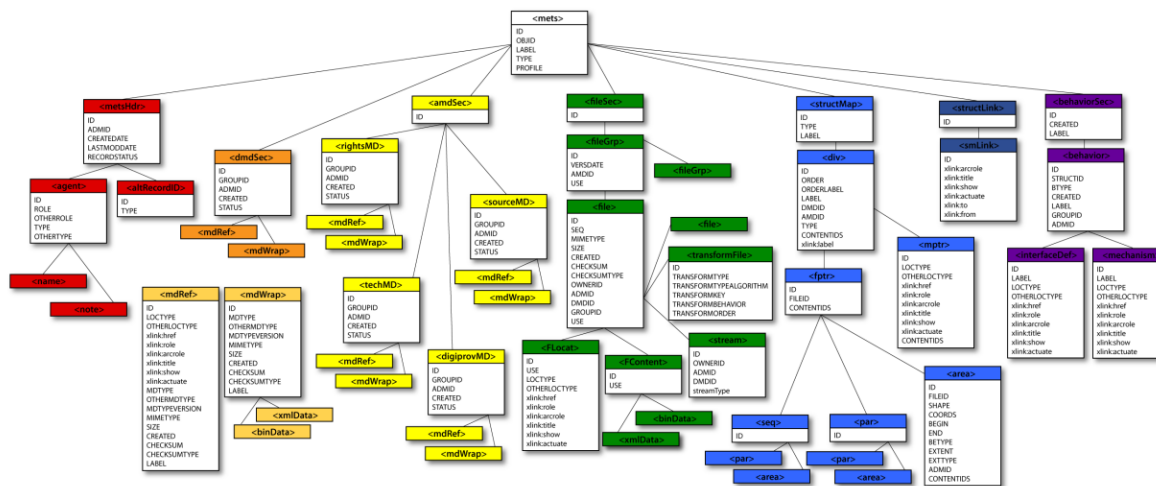 <mets>
ID
OBJID
LABEL
TYPE
PROFILE
<metsHdr>
ID
ADMID
CREATEDATE
LASTMODDATE
RECORDSTATUS
<agent>
ID
ROLE
OTHERROLE
TYPE
OTHERTYPE
<altRecordID>
ID
TYPE
<name>
<note>
<dmdSec>
ID
GROUPID
ADMID
CREATED
STATUS
<mdRef>
<mdWrap>
<mdRef>
ID
LOCTYPE
OTHERLOCTYPE
xlink:href
xlink:role
xlink:arcrole
xlink:title
xlink:show
xlink:actuate
MDTYPE
OTHERMDTYPE
MDTYPEVERSION
MIMETYPE
SIZE
CREATED
CHECKSUM
CHECKSUMTYPE
LABEL
<mdWrap>
ID
MDTYPE
OTHERMDTYPE
MDTYPEVERSION
MIMETYPE
SIZE
CREATED
CHECKSUM
CHECKSUMTYPE
LABEL
<xmlData>
<binData>
<amdSec>
ID
<rightsMD>
ID
GROUPID
ADMID
CREATED
STATUS
<mdRef>
<mdWrap>
<techMD>
ID
GROUPID
ADMID
CREATED
STATUS
<mdRef>
<mdWrap>
<sourceMD>
ID
GROUPID
ADMID
CREATED
STATUS
<mdRef>
<mdWrap>
<digiprovMD>
ID
GROUPID
ADMID
CREATED
STATUS
<mdRef>
<mdWrap>
<fileSec>
ID
<fileGrp>
ID
VERSDATE
AMDID
USE
<fileGrp>
<file>
ID
SEQ
MIMETYPE
SIZE
CREATED
CHECKSUM
CHECKSUMTYPE
OWNERID
ADMID
DMDID
GROUPID
USE
<file>
<transformFile>
ID
TRANSFORMTYPE
TRANSFORMTYPEALGORITHM
TRANSFORMKEY
TRANSFORMBEHAVIOR
TRANSFORMORDER
<stream>
ID
OWNERID
ADMID
DMDID
streamType
<FLocat>
ID
USE
LOCTYPE
OTHERLOCTYPE
xlink:href
xlink:role
xlink:arcrole
xlink:title
xlink:show
xlink:actuate
<FContent>
ID
USE
<binData>
<xmlData>
<structMap>
ID
TYPE
LABEL
<div>
ID
ORDER
ORDERLABEL
LABEL
DMDID
AMDID
TYPE
CONTENTIDS
xlink:label
<fptr>
ID
FILEID
CONTENTIDS
<mptr>
ID
LOCTYPE
OTHERLOCTYPE
xlink:href
xlink:role
xlink:arcrole
xlink:title
xlink:show
xlink:actuate
CONTENTIDS
<seq>
ID
<par>
<area>
<par>
ID
<par>
<area>
<area>
ID
FILEID
SHAPE
COORDS
BEGIN
END
BETYPE
EXTENT
EXTTYPE
ADMID
CONTENTIDS
<structLink>
ID
<smLink>
ID
xlink:arcrole
xlink:title
xlink:show
xlink:actuate
xlink:to
xlink:from
<behaviorSec>
ID
CREATED
LABEL
<behavior>
ID
STRUCTID
BTYPE
CREATED
LABEL
GROUPID
ADMID
<interfaceDef>
ID
LABEL
LOCTYPE
OTHERLOCTYPE
xlink:href
xlink:role
xlink:arcrole
xlink:title
xlink:show
xlink:actuate
<mechanism>
ID
LABEL
LOCTYPE
OTHERLOCTYPE
xlink:href
xlink:role
xlink:arcrole
xlink:title
xlink:show
xlink:actuate